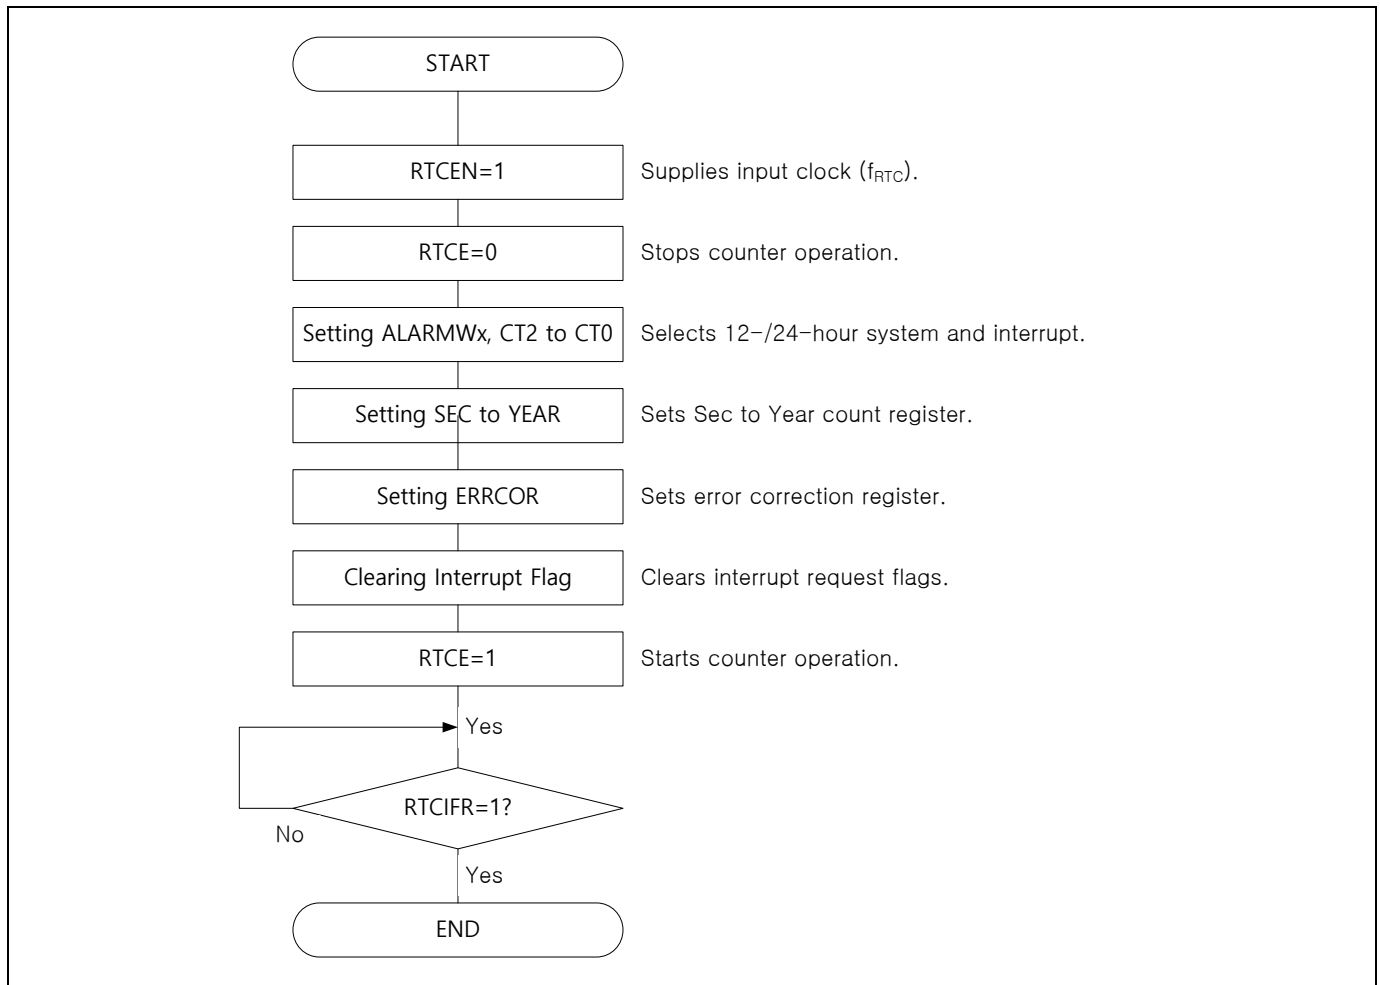 START
RTCEN=1 Supplies input clock (fRTC).
RTCE=0 Stops counter operation.
Setting ALARMWx, CT2 to CT0 Selects 12-/24-hour system and interrupt.
Setting SEC to YEAR Sets Sec to Year count register.
Setting ERRCOR Sets error correction register.
Clearing Interrupt Flag Clears interrupt request flags.
RTCE=1 Starts counter operation.
Yes
RTCIFR=1?
No
Yes
END